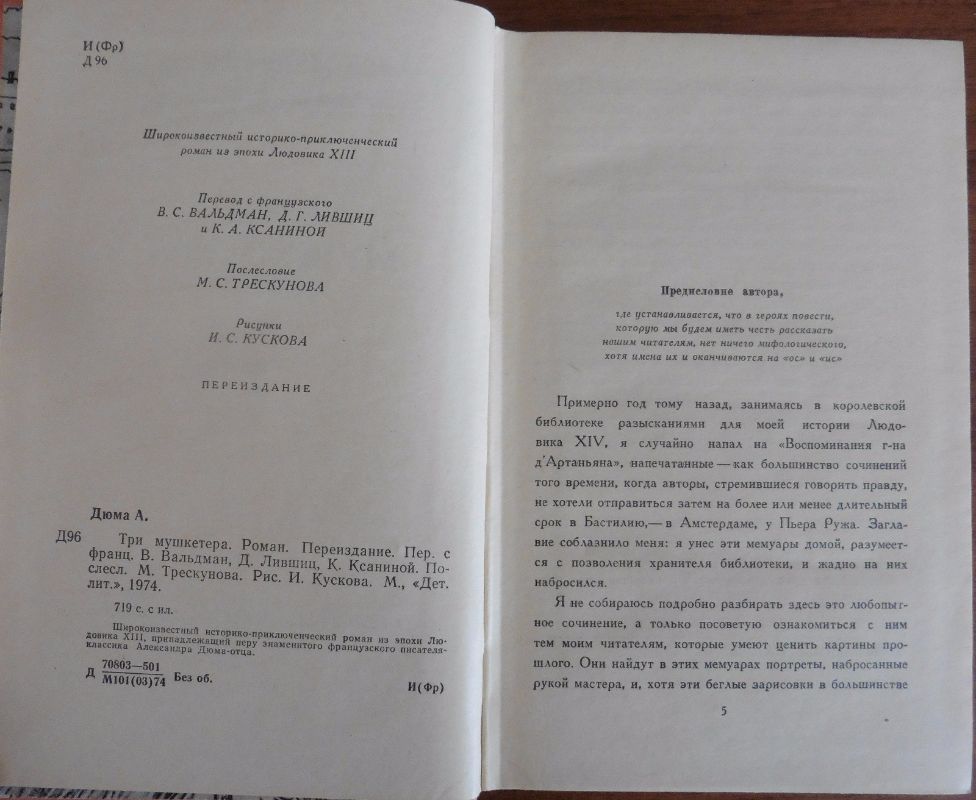 И (Фр)
Д 96
Широкоизвестный историко-приключенческий
роман из эпохи Людовика XIII
Перевод с французского
В. С. ВАЛЬДМАН, Д. Г. ЛИВШИЦ
и К. А. КСАНИНОЙ
Послесловие
М. С. ТРЕСКУНОВА
Рисунки
И. С. КУСКОВА
ПЕРЕИЗДАНИЕ
Дюма А.
Д96 Три мушкетера. Роман. Переиздание. Пер. с
франц. В. Вальдман, Д. Лившиц, К. Ксаниной. По-
слесл. М. Трескунова. Рис. И. Кускова. М., «Дет.
лит.», 1974.
719 с. с ил.
Широкоизвестный историко-приключенческий роман из эпохи Лю-
довика XIII, принадлежащий перу знаменитого французского писателя-
классика Александра Дюма-отца.
Д 70803—501
М101(03)74 Без об.
И(Фр)
Предисловие автора,
где устанавливается, что в героях повести,
которую мы будем иметь честь рассказать
нашим читателям, нет ничего мифологического,
хотя имена их и оканчиваются на «ос» и «ис»
Примерно год тому назад, занимаясь в королевской
библиотеке разысканиями для моей истории Людо-
вика XIV, я случайно напал на «Воспоминания г-на
д'Артаньяна», напечатанные — как большинство сочинений
того времени, когда авторы, стремившиеся говорить правду,
не хотели отправиться затем на более или менее длительный
срок в Бастилию,— в Амстердаме, у Пьера Ружа. Загла-
вие соблазнило меня: я унес эти мемуары домой, разумеет-
ся с позволения хранителя библиотеки, и жадно на них
набросился.
Я не собираюсь подробно разбирать здесь это любопыт-
ное сочинение, а только посоветую ознакомиться с ним
тем моим читателям, которые умеют ценить картины про-
шлого. Они найдут в этих мемуарах портреты, набросанные
рукой мастера, и, хотя эти беглые зарисовки в большинстве
5